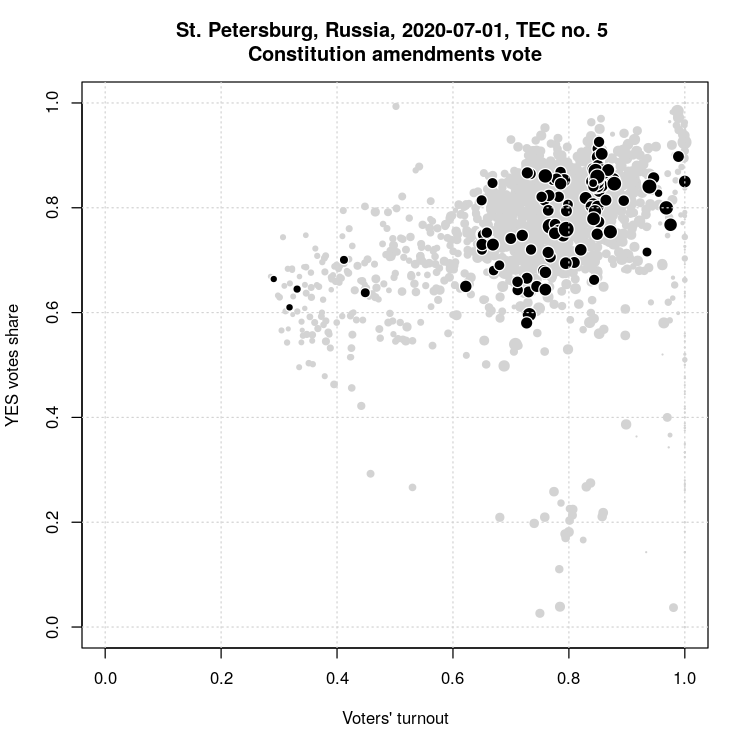 St. Petersburg, Russia, 2020-07-01, TEC no. 5
Constitution amendments vote
YES votes share
1.0
0.8
0.6
0.4
0.2
0.0
0.0 0.2 0.4 0.6 0.8 1.0
Voters' turnout